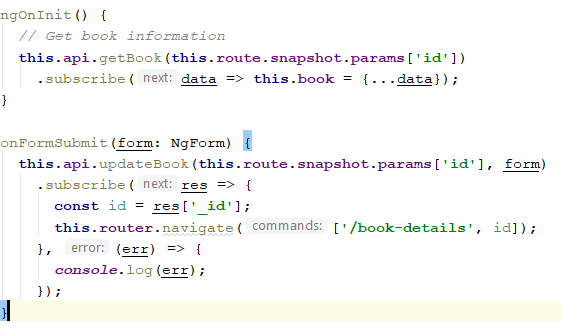 ngOnInit() {
  // Get book information
  this.api.getBook(this.route.snapshot.params['id'])
    .subscribe( next: data => this.book = {...data});
}

onFormSubmit(form: NgForm) {
  this.api.updateBook(this.route.snapshot.params['id'], form)
    .subscribe( next: res => {
      const id = res['_id'];
      this.router.navigate( commands: ['/book-details', id]);
    }, error: (err) => {
      console.log(err);
    });
}